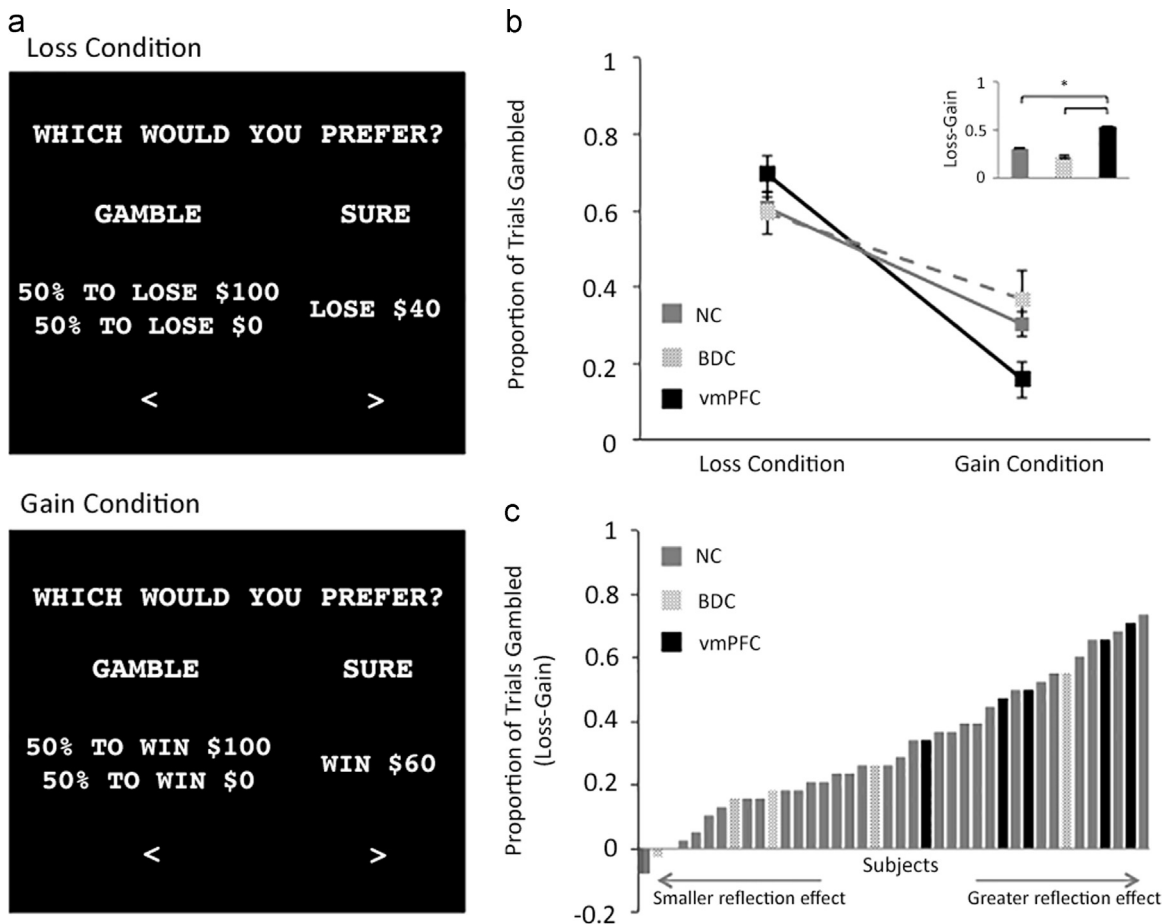 a
Loss Condition
WHICH WOULD YOU PREFER?
GAMBLE SURE
50% TO LOSE $100
50% TO LOSE $0
LOSE $40
< >
Gain Condition
WHICH WOULD YOU PREFER?
GAMBLE SURE
50% TO WIN $100
50% TO WIN $0
WIN $60
< >
b
Proportion of Trials Gambled
1
0.8
0.6
0.4
0.2
0
NC
BDC
vmPFC
Loss Condition Gain Condition
Loss-Gain
1
0.5
0
*
c
Proportion of Trials Gambled
(Loss-Gain)
1
0.8
0.6
0.4
0.2
0
-0.2
NC
BDC
vmPFC
Subjects
Smaller reflection effect Greater reflection effect